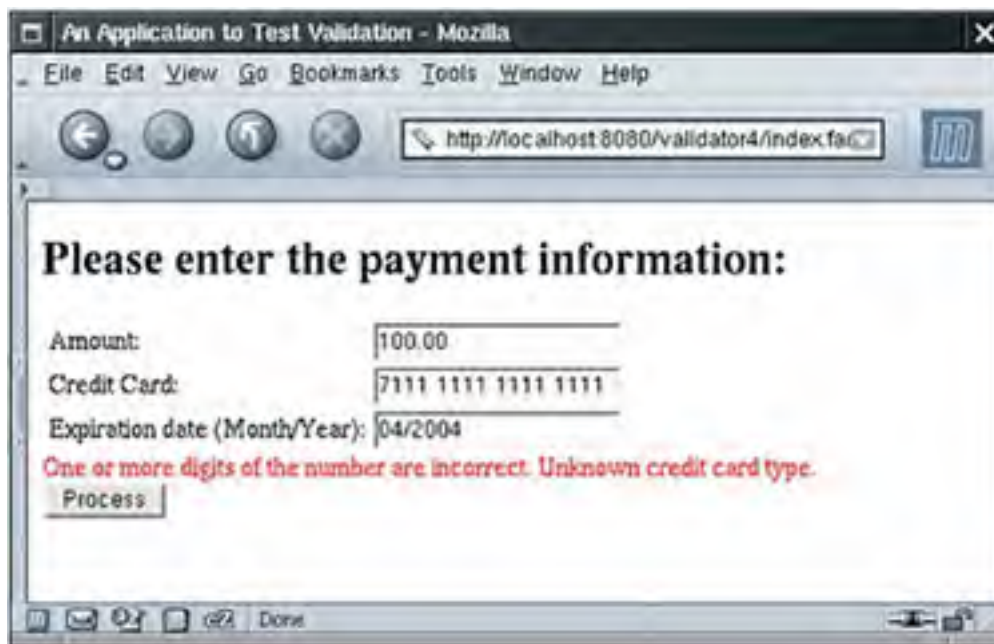 An Application to Test Validation - Mozilla
File Edit View Go Bookmarks Tools Window Help
http://localhost:8080/validator4/index.fac
Please enter the payment information:
Amount: 100.00
Credit Card: 7111 1111 1111 1111
Expiration date (Month/Year): 04/2004
One or more digits of the number are incorrect. Unknown credit card type.
Process
Done